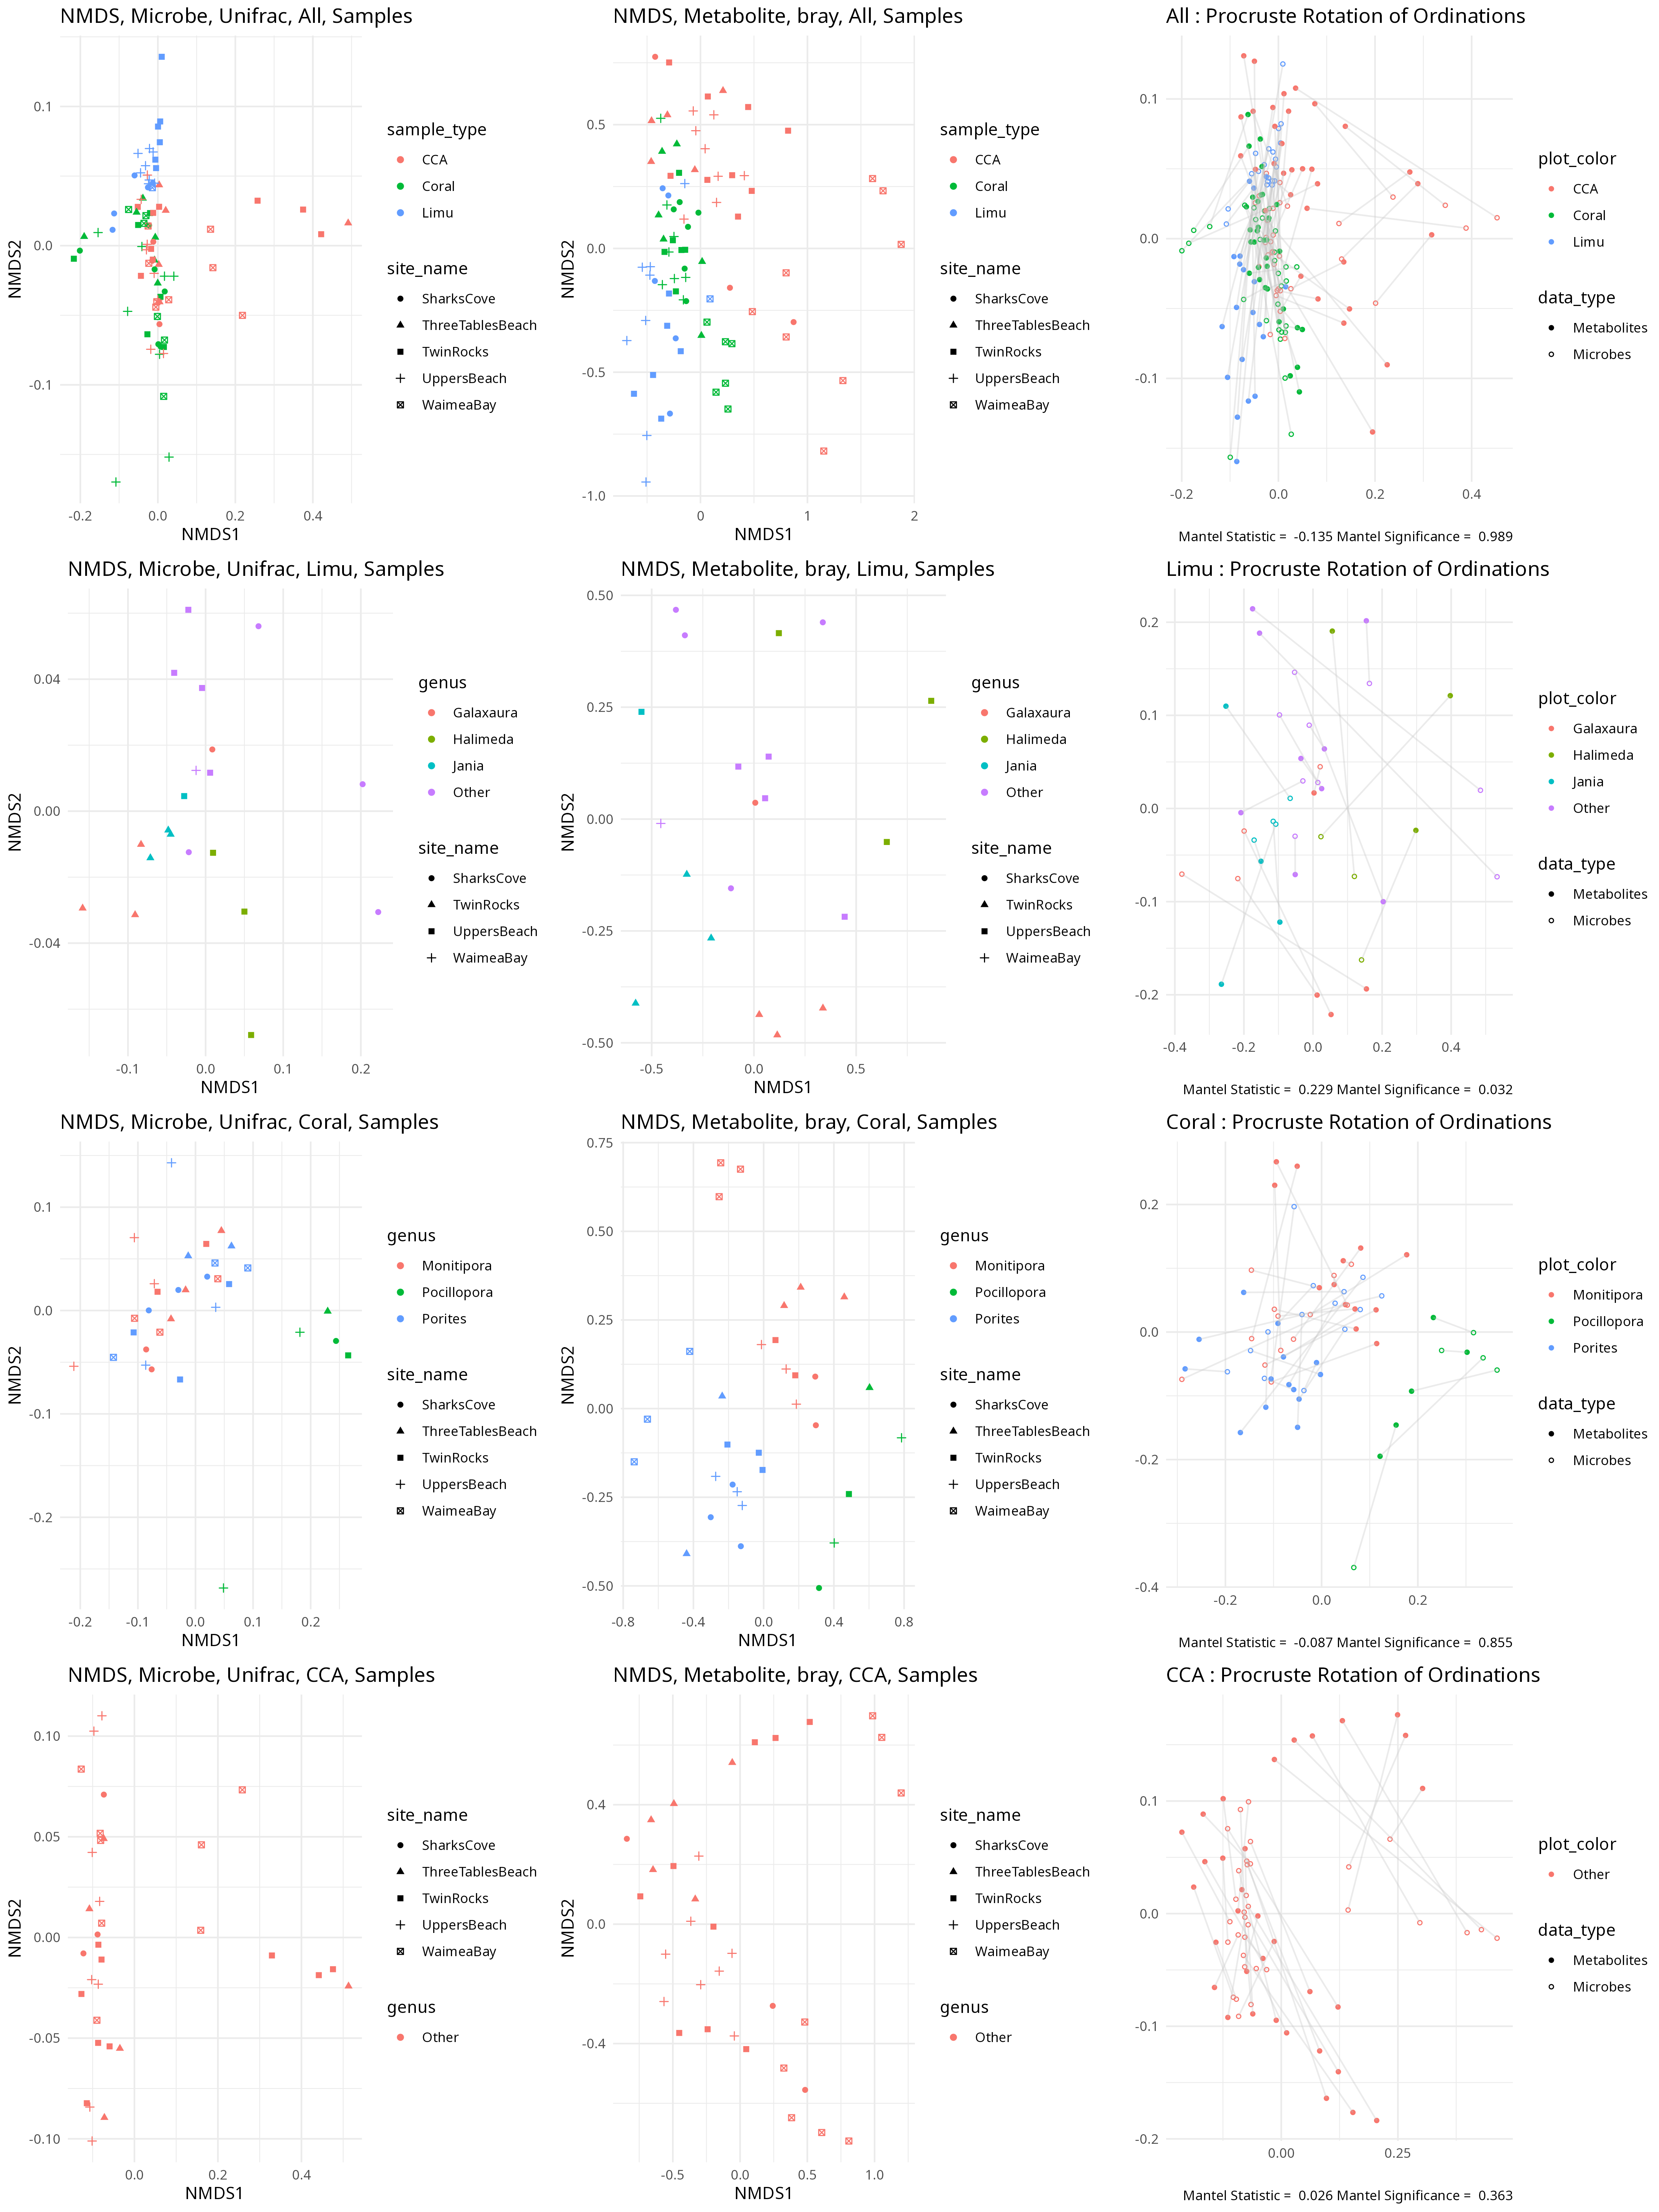 NMDS, Microbe, Unifrac, All, Samples
0.1
0.0
-0.1
NMDS2
-0.2
0.0
0.2
0.4
NMDS1
sample_type
CCA
Coral
Limu
site_name
SharksCove
ThreeTablesBeach
TwinRocks
UppersBeach
WaimeaBay
NMDS, Metabolite, bray, All, Samples
0.5
0.0
-0.5
-1.0
NMDS2
0
1
2
NMDS1
sample_type
CCA
Coral
Limu
site_name
SharksCove
ThreeTablesBeach
TwinRocks
UppersBeach
WaimeaBay
All : Procruste Rotation of Ordinations
0.1
0.0
-0.1
-0.2
0.0
0.2
0.4
plot_color
CCA
Coral
Limu
data_type
Metabolites
Microbes
Mantel Statistic =  -0.135 Mantel Significance =  0.989
NMDS, Microbe, Unifrac, Limu, Samples
0.04
0.00
-0.04
NMDS2
-0.1
0.0
0.1
0.2
NMDS1
genus
Galaxaura
Halimeda
Jania
Other
site_name
SharksCove
TwinRocks
UppersBeach
WaimeaBay
NMDS, Metabolite, bray, Limu, Samples
0.50
0.25
0.00
-0.25
-0.50
NMDS2
-0.5
0.0
0.5
NMDS1
genus
Galaxaura
Halimeda
Jania
Other
site_name
SharksCove
TwinRocks
UppersBeach
WaimeaBay
Limu : Procruste Rotation of Ordinations
0.2
0.1
0.0
-0.1
-0.2
-0.4
-0.2
0.0
0.2
0.4
plot_color
Galaxaura
Halimeda
Jania
Other
data_type
Metabolites
Microbes
Mantel Statistic =  0.229 Mantel Significance =  0.032
NMDS, Microbe, Unifrac, Coral, Samples
0.1
0.0
-0.1
-0.2
NMDS2
-0.2
-0.1
0.0
0.1
0.2
NMDS1
genus
Monitipora
Pocillopora
Porites
site_name
SharksCove
ThreeTablesBeach
TwinRocks
UppersBeach
WaimeaBay
NMDS, Metabolite, bray, Coral, Samples
0.75
0.50
0.25
0.00
-0.25
-0.50
NMDS2
-0.8
-0.4
0.0
0.4
0.8
NMDS1
genus
Monitipora
Pocillopora
Porites
site_name
SharksCove
ThreeTablesBeach
TwinRocks
UppersBeach
WaimeaBay
Coral : Procruste Rotation of Ordinations
0.2
0.0
-0.2
-0.4
-0.2
0.0
0.2
plot_color
Monitipora
Pocillopora
Porites
data_type
Metabolites
Microbes
Mantel Statistic =  -0.087 Mantel Significance =  0.855
NMDS, Microbe, Unifrac, CCA, Samples
0.10
0.05
0.00
-0.05
-0.10
NMDS2
0.0
0.2
0.4
NMDS1
site_name
SharksCove
ThreeTablesBeach
TwinRocks
UppersBeach
WaimeaBay
genus
Other
NMDS, Metabolite, bray, CCA, Samples
0.4
0.0
-0.4
NMDS2
-0.5
0.0
0.5
1.0
NMDS1
site_name
SharksCove
ThreeTablesBeach
TwinRocks
UppersBeach
WaimeaBay
genus
Other
CCA : Procruste Rotation of Ordinations
0.1
0.0
-0.1
-0.2
0.00
0.25
plot_color
Other
data_type
Metabolites
Microbes
Mantel Statistic =  0.026 Mantel Significance =  0.363